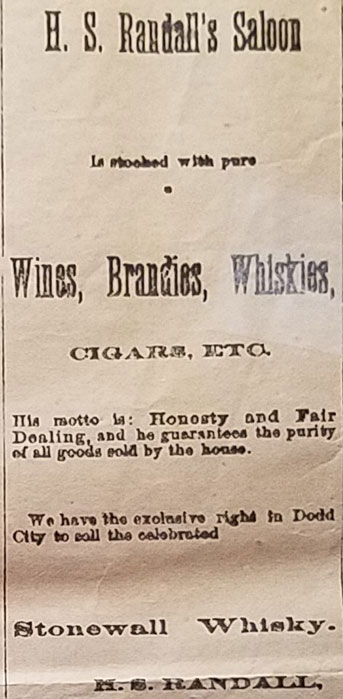 H. S. Randall's Saloon
Is stocked with pure
Wines, Brandies, Whiskies,
CIGARS, ETC.
His motto is: Honesty and Fair
Dealing, and he guarantees the purity
of all goods sold by the house.
We have the exclusive right in Dodd
City to sell the celebrated
Stonewall Whisky.
H. S. RANDALL,